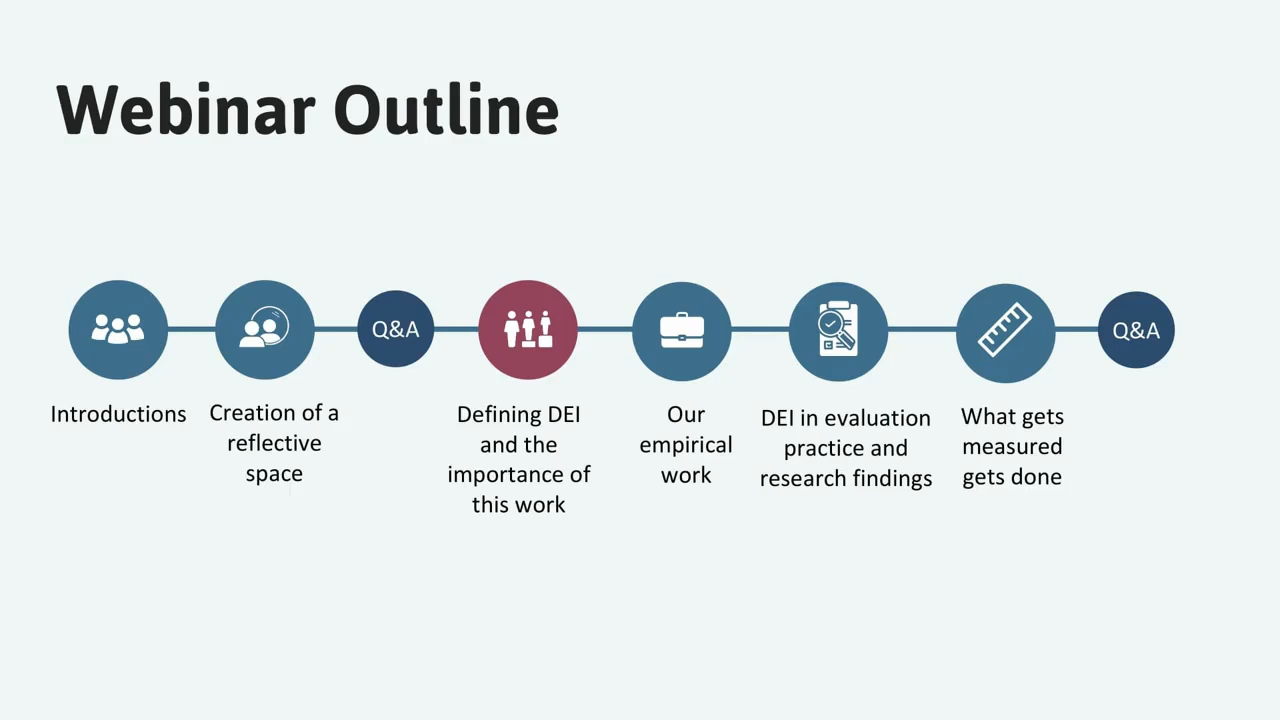 Webinar Outline
Introductions
Creation of a
reflective
space
Q&A
Defining DEI
and the
importance of
this work
Our
empirical
work
DEI in evaluation
practice and
research findings
What gets
measured
gets done
Q&A